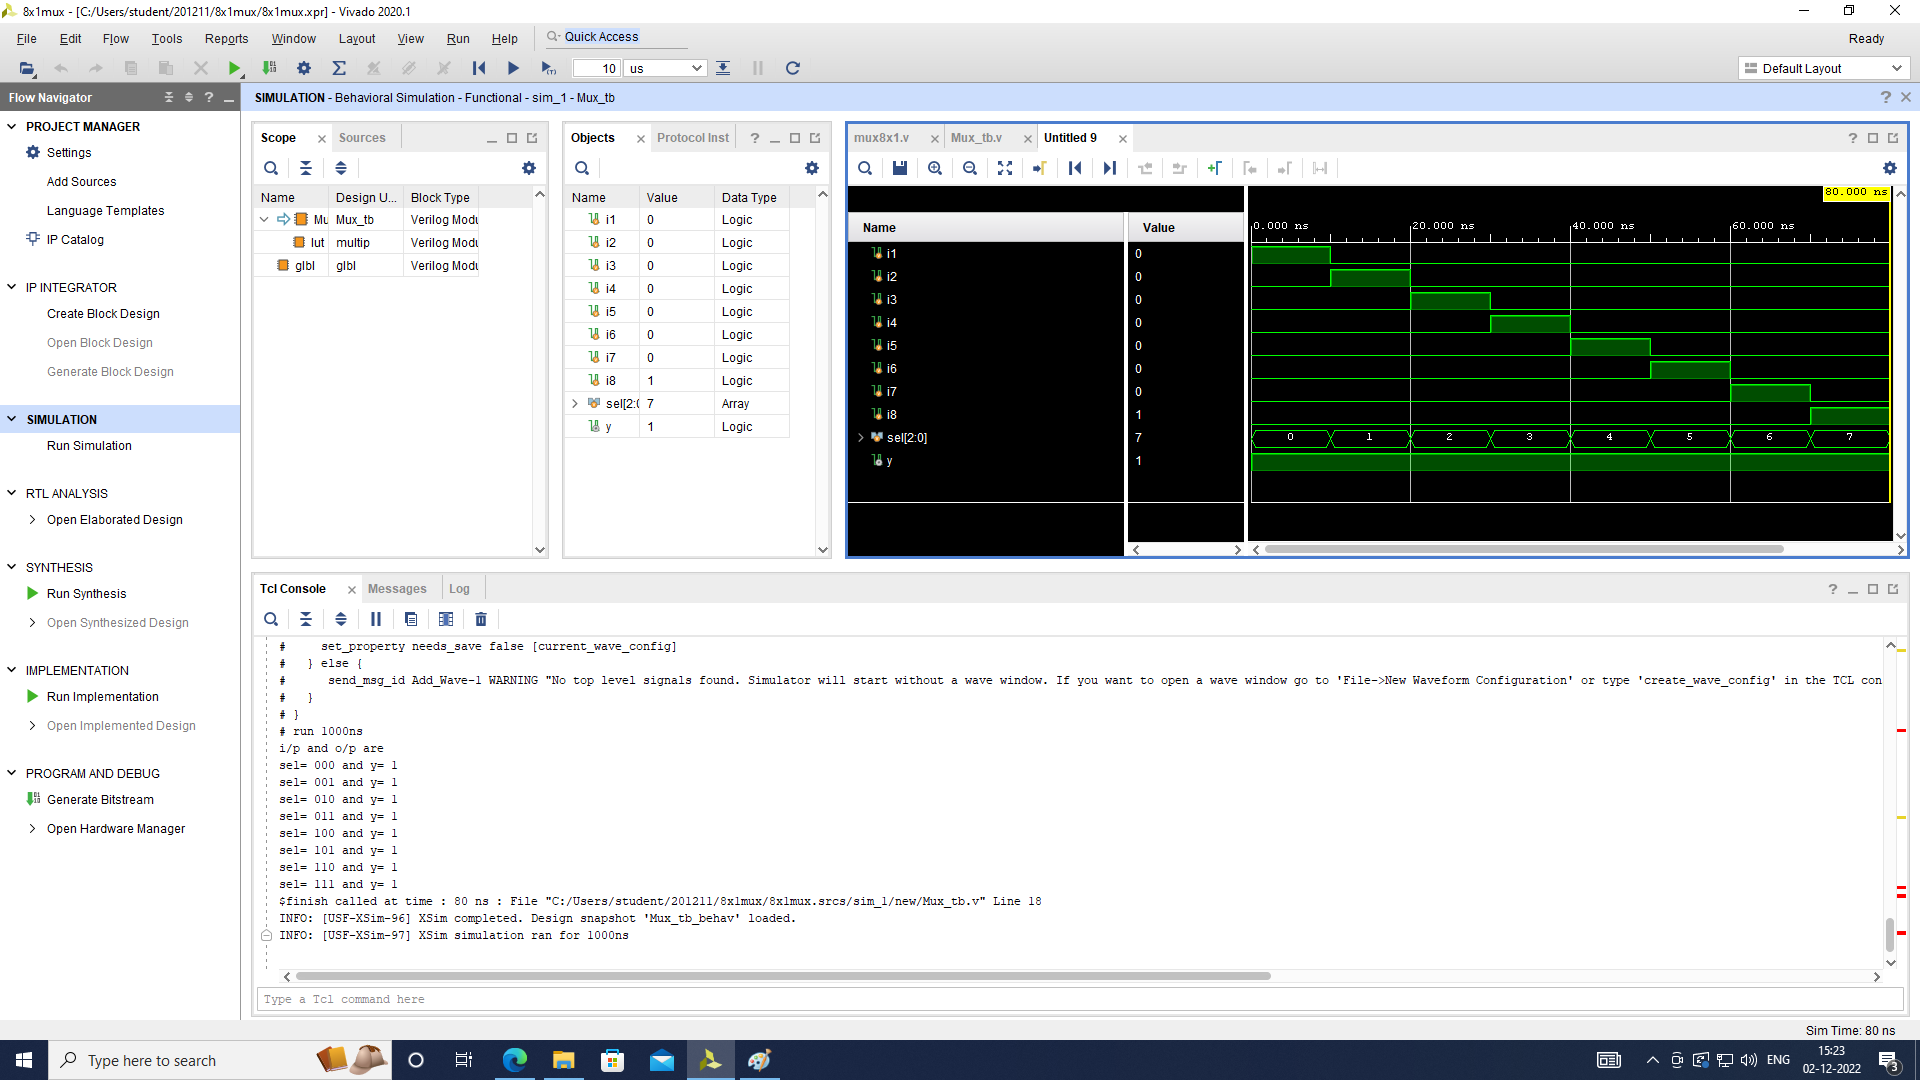 8x1mux - [C:/Users/student/201211/8x1mux/8x1mux.xpr] - Vivado 2020.1
File Edit Flow Tools Reports Window Layout View Run Help Quick Access Ready
10 us Default Layout
Flow Navigator
SIMULATION - Behavioral Simulation - Functional - sim_1 - Mux_tb
PROJECT MANAGER
Settings
Add Sources
Language Templates
IP Catalog
IP INTEGRATOR
Create Block Design
Open Block Design
Generate Block Design
SIMULATION
Run Simulation
RTL ANALYSIS
Open Elaborated Design
SYNTHESIS
Run Synthesis
Open Synthesized Design
IMPLEMENTATION
Run Implementation
Open Implemented Design
PROGRAM AND DEBUG
Generate Bitstream
Open Hardware Manager
Scope Sources
Name Design U... Block Type
Mu Mux_tb Verilog Modu
lut multip Verilog Modu
glbl glbl Verilog Modu
Objects Protocol Inst
Name Value Data Type
i1 0 Logic
i2 0 Logic
i3 0 Logic
i4 0 Logic
i5 0 Logic
i6 0 Logic
i7 0 Logic
i8 1 Logic
sel[2:0 7 Array
y 1 Logic
mux8x1.v Mux_tb.v Untitled 9
80.000 ns
Name Value 0.000 ns 20.000 ns 40.000 ns 60.000 ns
i1 0
i2 0
i3 0
i4 0
i5 0
i6 0
i7 0
i8 1
sel[2:0] 7 0 1 2 3 4 5 6 7
y 1
Tcl Console Messages Log
# set_property needs_save false [current_wave_config]
# } else {
# send_msg_id Add_Wave-1 WARNING "No top level signals found. Simulator will start without a wave window. If you want to open a wave window go to 'File->New Waveform Configuration' or type 'create_wave_config' in the TCL con
# }
# }
# run 1000ns
i/p and o/p are
sel= 000 and y= 1
sel= 001 and y= 1
sel= 010 and y= 1
sel= 011 and y= 1
sel= 100 and y= 1
sel= 101 and y= 1
sel= 110 and y= 1
sel= 111 and y= 1
$finish called at time : 80 ns : File "C:/Users/student/201211/8x1mux/8x1mux.srcs/sim_1/new/Mux_tb.v" Line 18
INFO: [USF-XSim-96] XSim completed. Design snapshot 'Mux_tb_behav' loaded.
INFO: [USF-XSim-97] XSim simulation ran for 1000ns
Type a Tcl command here
Sim Time: 80 ns
Type here to search
ENG
15:23
02-12-2022
3